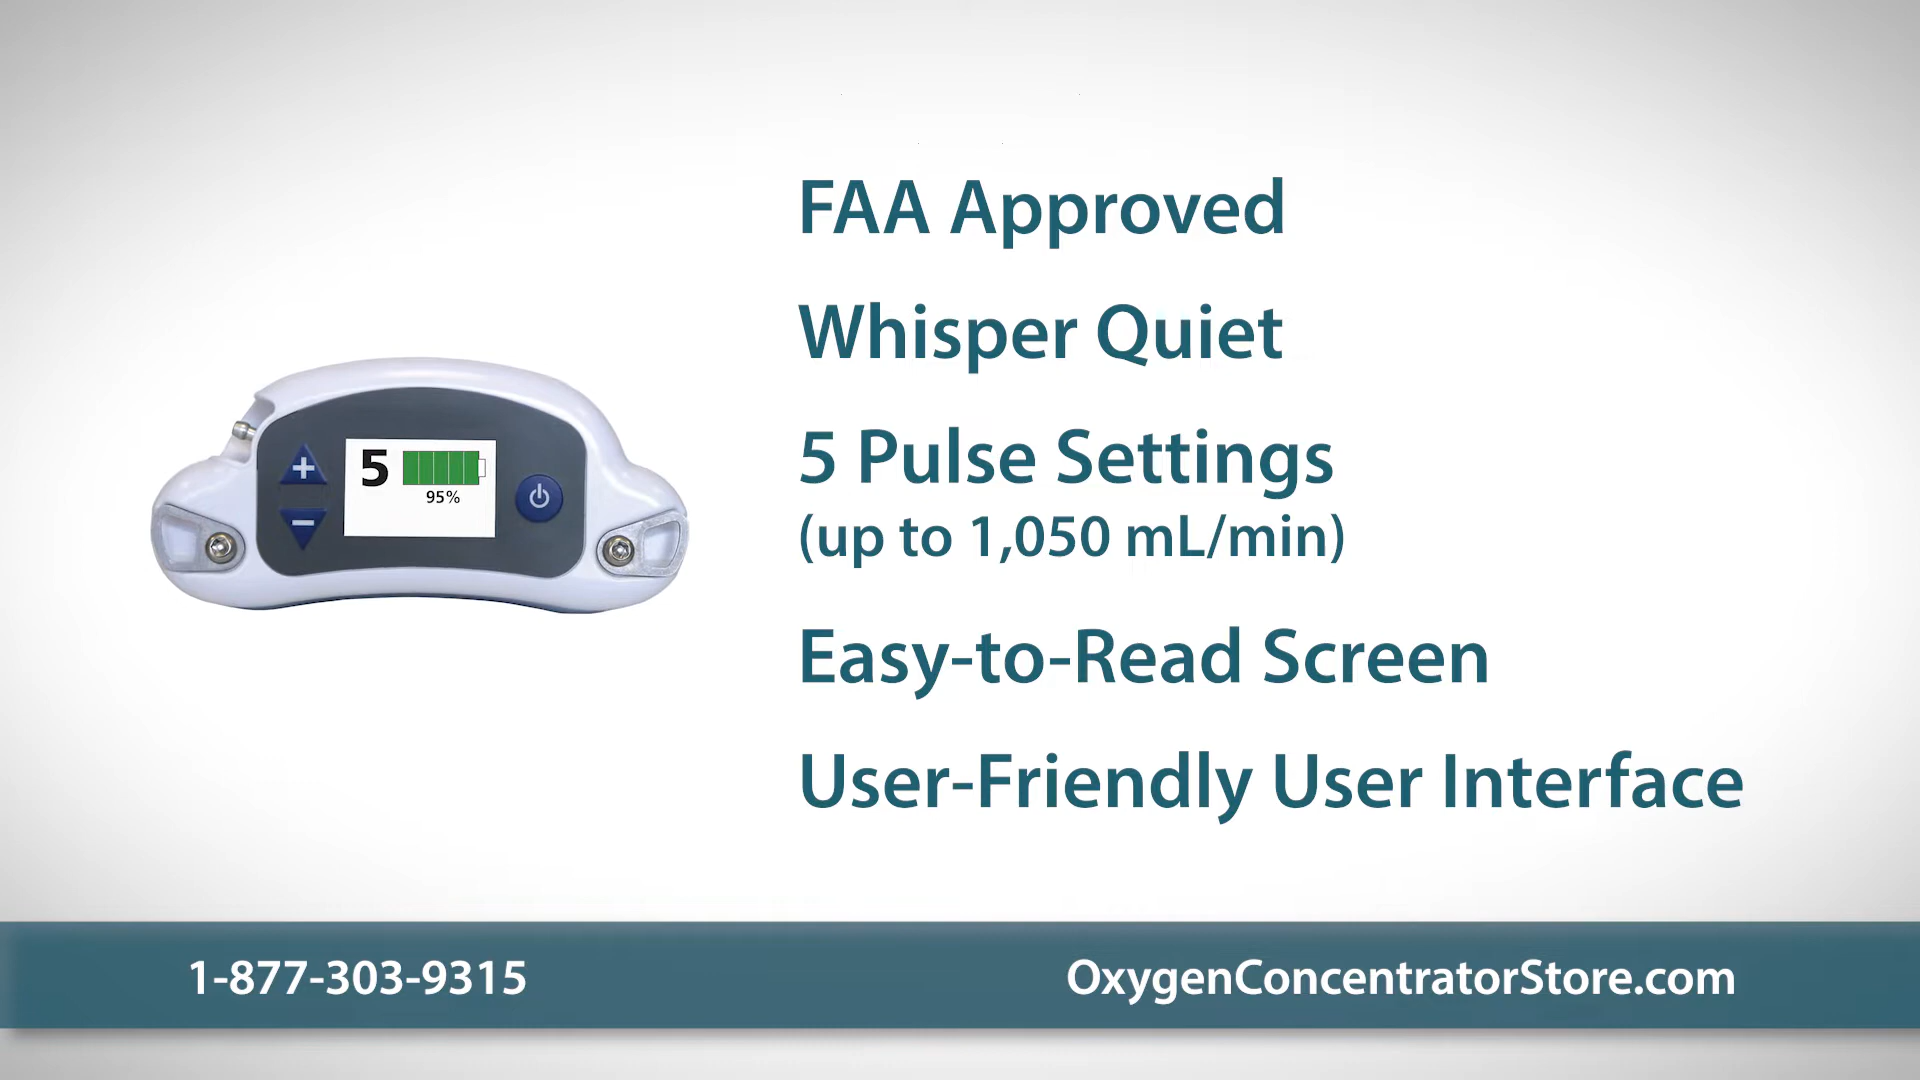 FAA Approved
Whisper Quiet
5 Pulse Settings
(up to 1,050 mL/min)
Easy-to-Read Screen
User-Friendly User Interface
+
5
95%
−
1-877-303-9315
OxygenConcentratorStore.com